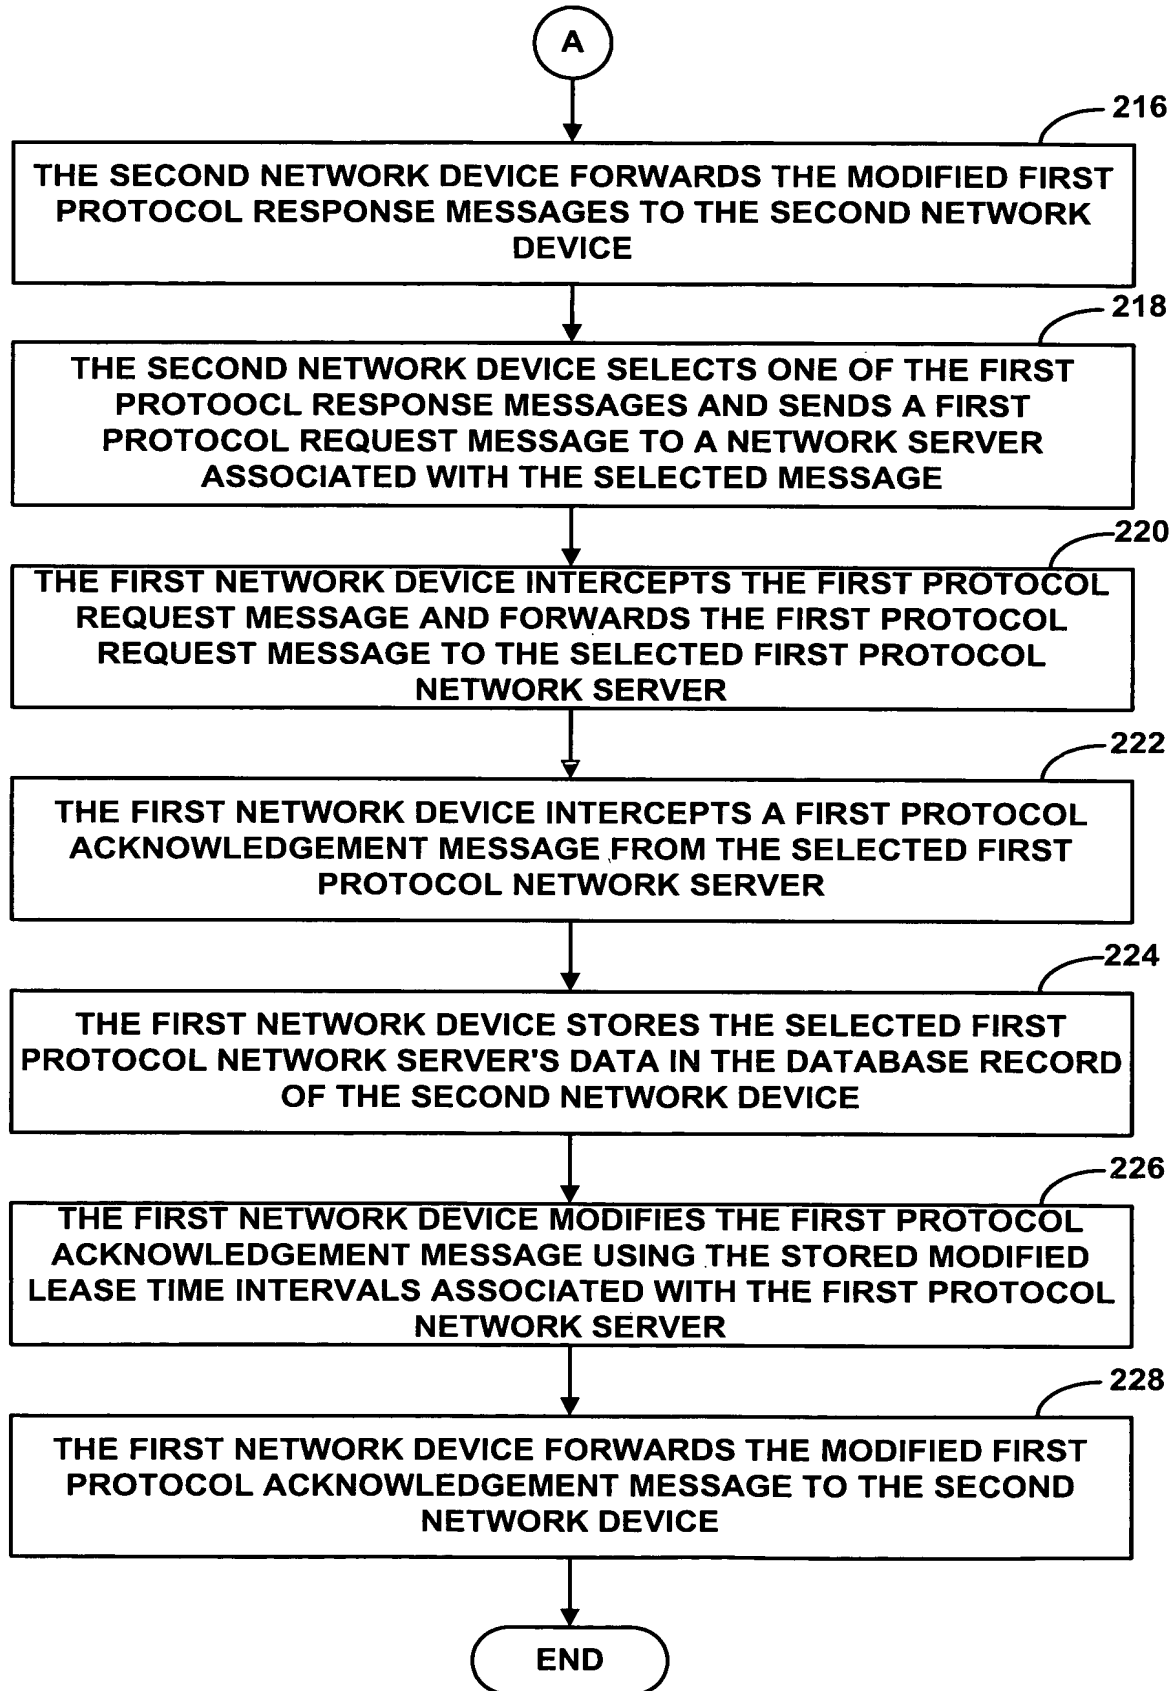 A
216
THE SECOND NETWORK DEVICE FORWARDS THE MODIFIED FIRST
PROTOCOL RESPONSE MESSAGES TO THE SECOND NETWORK
DEVICE
218
THE SECOND NETWORK DEVICE SELECTS ONE OF THE FIRST
PROTOOCL RESPONSE MESSAGES AND SENDS A FIRST
PROTOCOL REQUEST MESSAGE TO A NETWORK SERVER
ASSOCIATED WITH THE SELECTED MESSAGE
220
THE FIRST NETWORK DEVICE INTERCEPTS THE FIRST PROTOCOL
REQUEST MESSAGE AND FORWARDS THE FIRST PROTOCOL
REQUEST MESSAGE TO THE SELECTED FIRST PROTOCOL
NETWORK SERVER
222
THE FIRST NETWORK DEVICE INTERCEPTS A FIRST PROTOCOL
ACKNOWLEDGEMENT MESSAGE FROM THE SELECTED FIRST
PROTOCOL NETWORK SERVER
224
THE FIRST NETWORK DEVICE STORES THE SELECTED FIRST
PROTOCOL NETWORK SERVER'S DATA IN THE DATABASE RECORD
OF THE SECOND NETWORK DEVICE
226
THE FIRST NETWORK DEVICE MODIFIES THE FIRST PROTOCOL
ACKNOWLEDGEMENT MESSAGE USING THE STORED MODIFIED
LEASE TIME INTERVALS ASSOCIATED WITH THE FIRST PROTOCOL
NETWORK SERVER
228
THE FIRST NETWORK DEVICE FORWARDS THE MODIFIED FIRST
PROTOCOL ACKNOWLEDGEMENT MESSAGE TO THE SECOND
NETWORK DEVICE
END